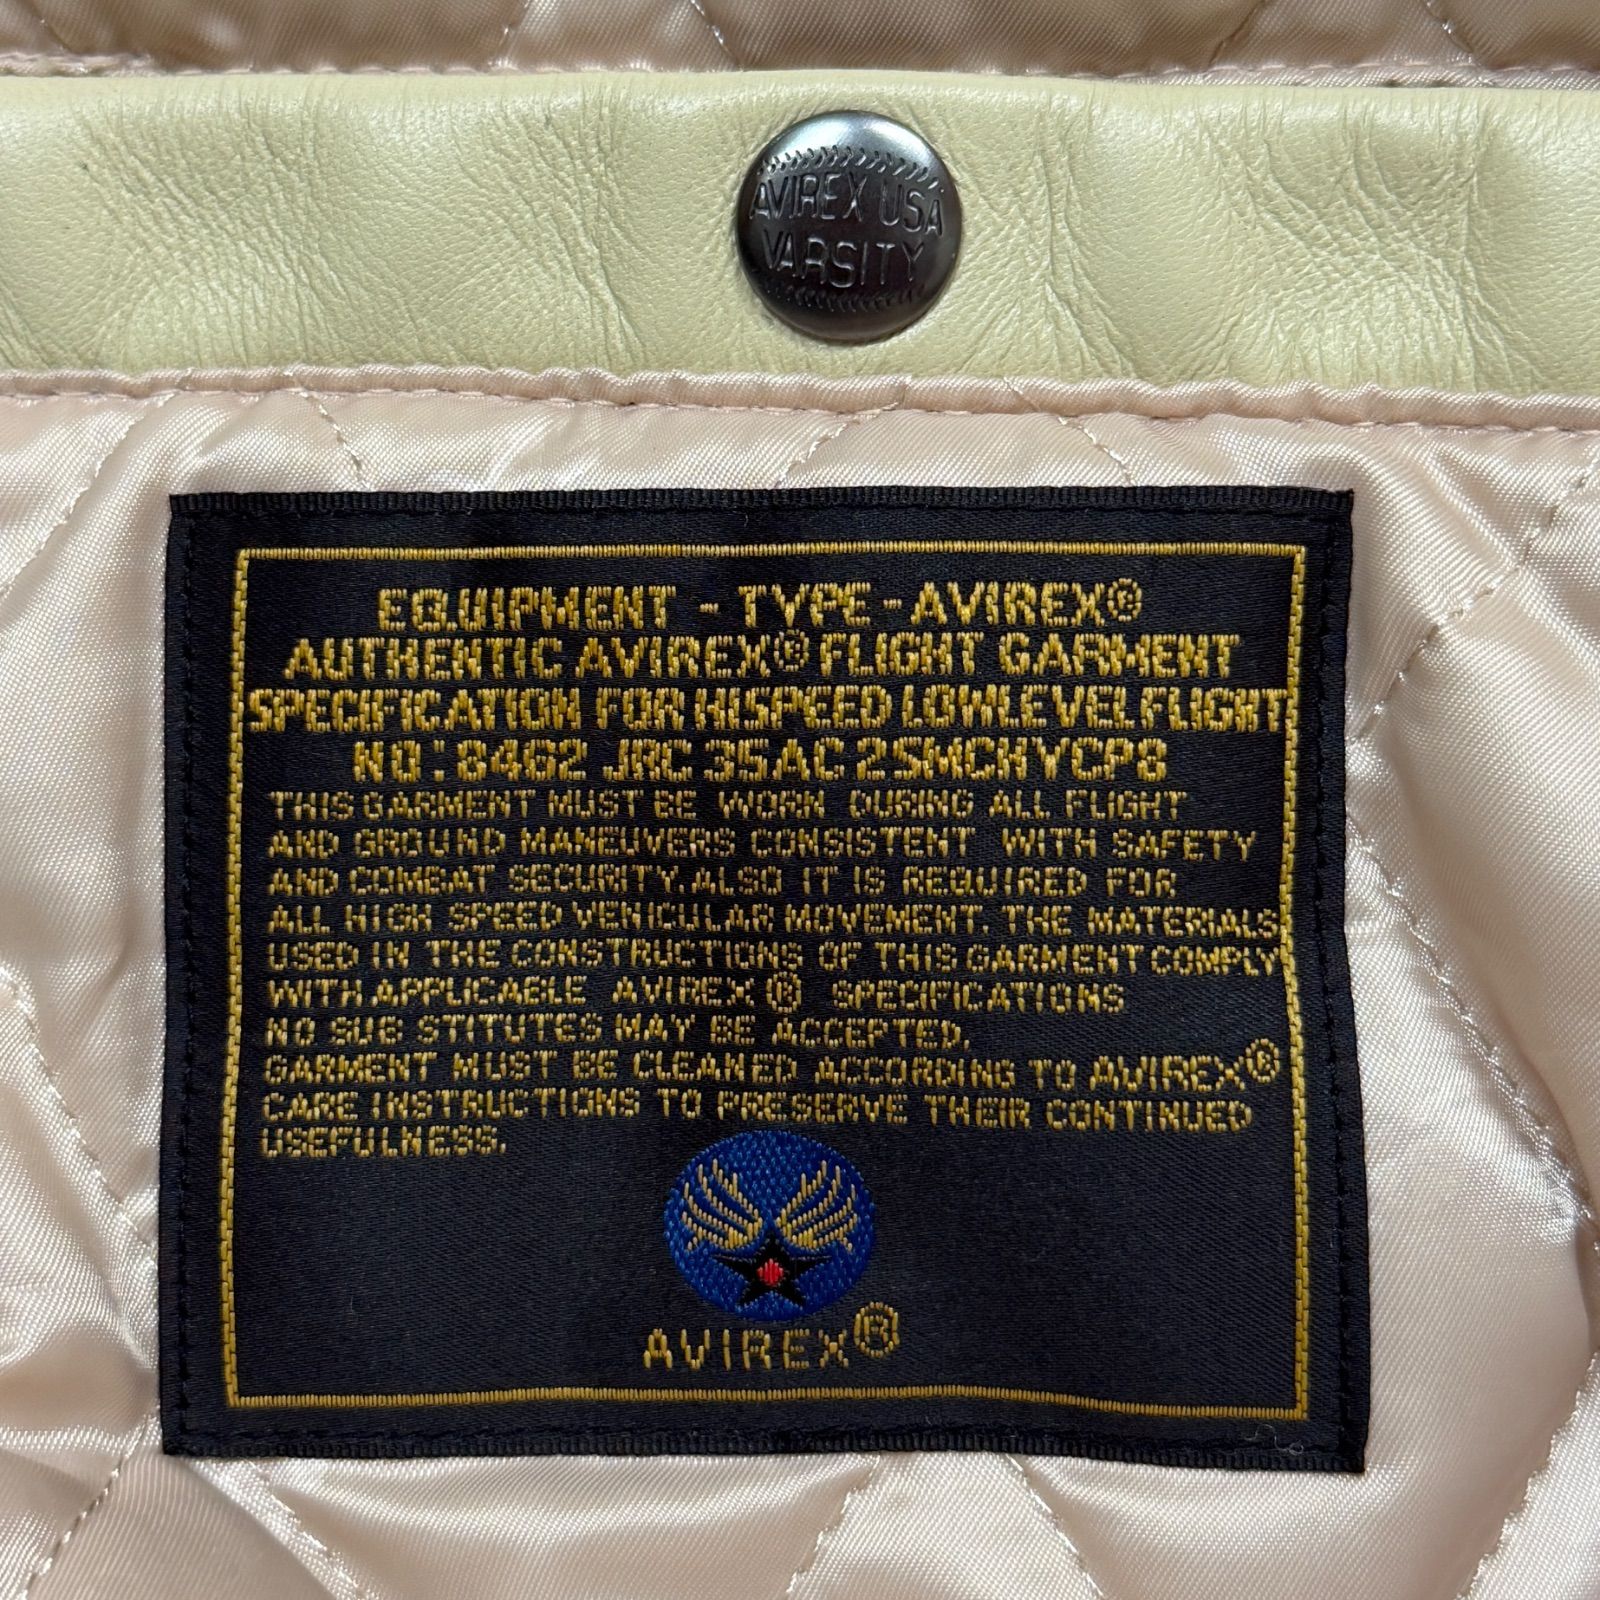 AVIREX USA
VARSITY
EQUIPMENT - TYPE - AVIREX®
AUTHENTIC AVIREX® FLIGHT GARMENT
SPECIFICATION FOR HISPEED LOWLEVEL FLIGHT
NO.: 8462 JRC 35AC 2SMCHYCP8
THIS GARMENT MUST BE WORN DURING ALL FLIGHT
AND GROUND MANEUVERS CONSISTENT WITH SAFETY
AND COMBAT SECURITY. ALSO IT IS REQUIRED FOR
ALL HIGH SPEED VEHICULAR MOVEMENT. THE MATERIALS
USED IN THE CONSTRUCTIONS OF THIS GARMENT COMPLY
WITH APPLICABLE AVIREX® SPECIFICATIONS
NO SUB STITUTES MAY BE ACCEPTED.
GARMENT MUST BE CLEANED ACCORDING TO AVIREX®
CARE INSTRUCTIONS TO PRESERVE THEIR CONTINUED
USEFULNESS.
AVIREX®